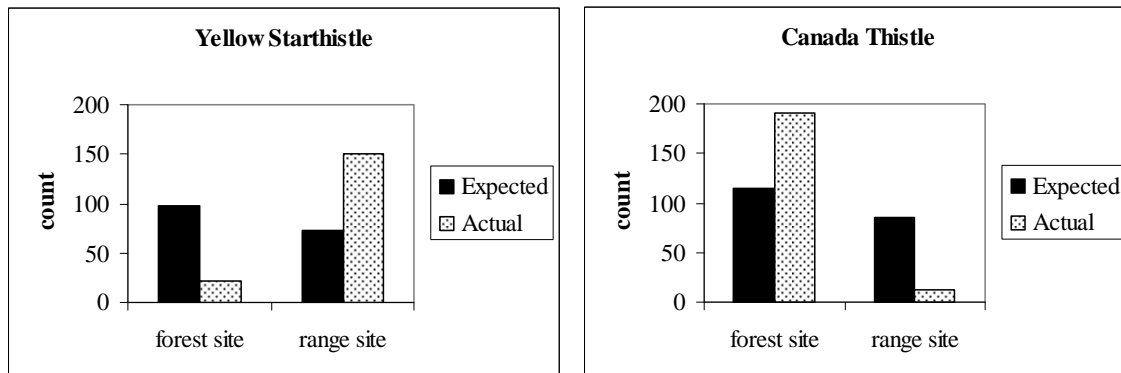 Yellow Starthistle
200
150
100
50
0
count
forest site
range site
Expected
Actual
Canada Thistle
200
150
100
50
0
count
forest site
range site
Expected
Actual